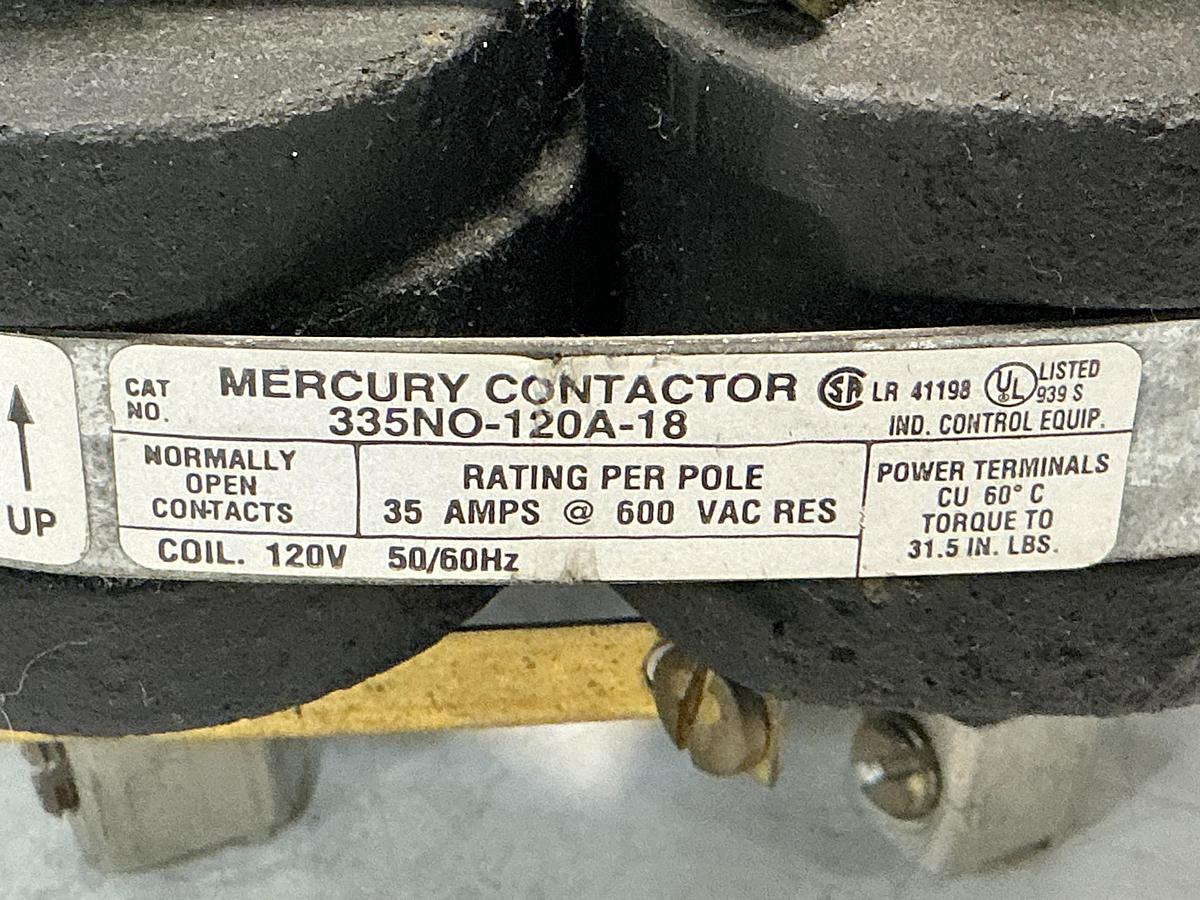 UP
CAT NO. MERCURY CONTACTOR
335NO-120A-18
SA LR 41198 UL LISTED 939 S
IND. CONTROL EQUIP.
NORMALLY
OPEN
CONTACTS
RATING PER POLE
35 AMPS @ 600 VAC RES
COIL. 120V 50/60Hz
POWER TERMINALS
CU 60° C
TORQUE TO
31.5 IN. LBS.